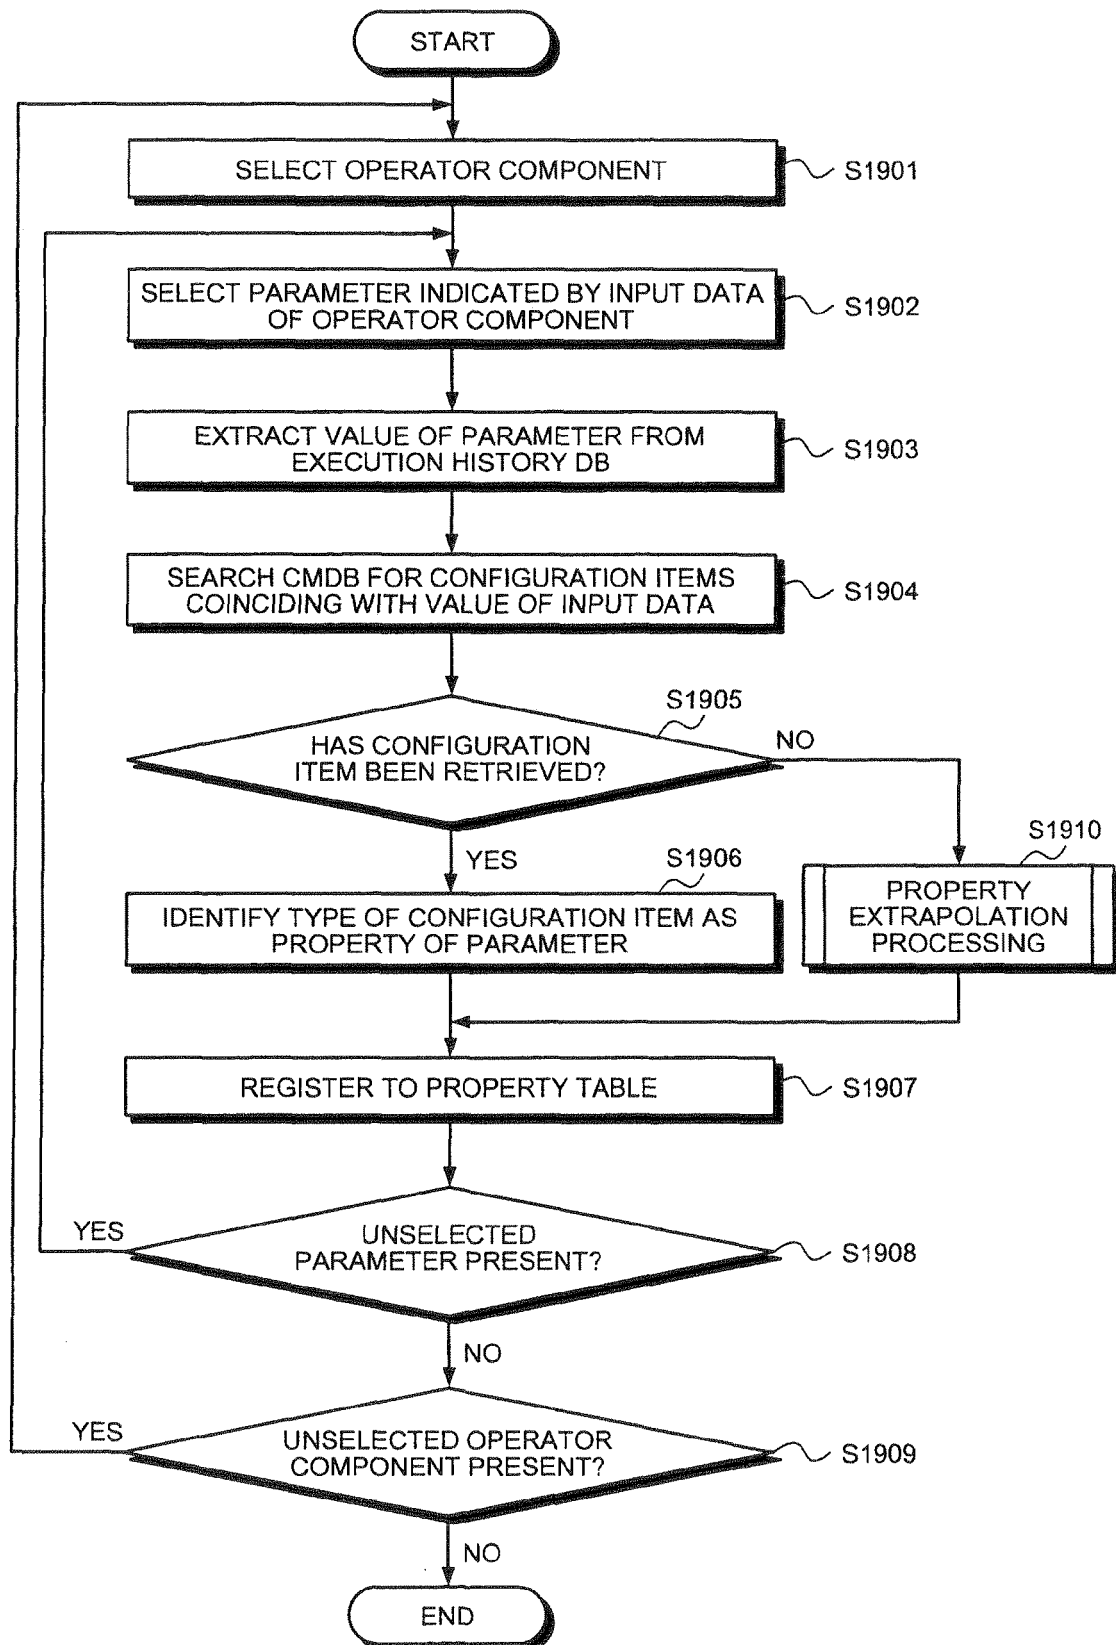 START
SELECT OPERATOR COMPONENT
S1901
SELECT PARAMETER INDICATED BY INPUT DATA
OF OPERATOR COMPONENT
S1902
EXTRACT VALUE OF PARAMETER FROM
EXECUTION HISTORY DB
S1903
SEARCH CMDB FOR CONFIGURATION ITEMS
COINCIDING WITH VALUE OF INPUT DATA
S1904
S1905
HAS CONFIGURATION
ITEM BEEN RETRIEVED?
NO
YES
S1906
IDENTIFY TYPE OF CONFIGURATION ITEM AS
PROPERTY OF PARAMETER
S1910
PROPERTY
EXTRAPOLATION
PROCESSING
REGISTER TO PROPERTY TABLE
S1907
YES
UNSELECTED
PARAMETER PRESENT?
S1908
NO
YES
UNSELECTED OPERATOR
COMPONENT PRESENT?
S1909
NO
END